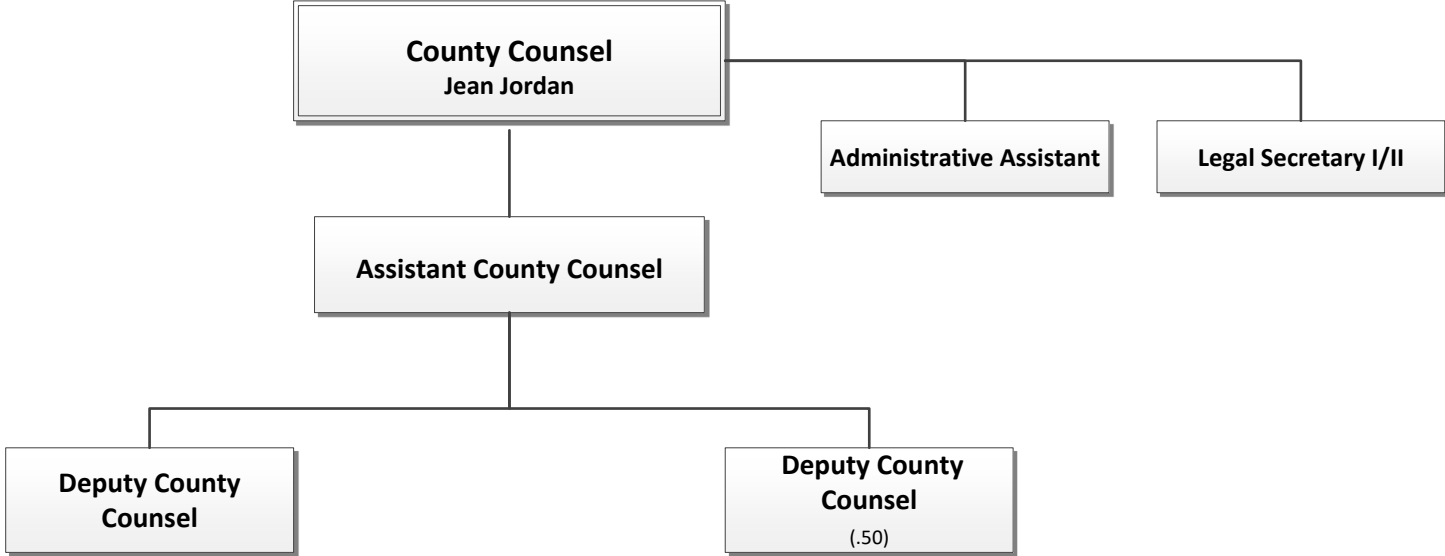 County Counsel
Jean Jordan
Administrative Assistant
Legal Secretary I/II
Assistant County Counsel
Deputy County
Counsel
Deputy County
Counsel
(.50)